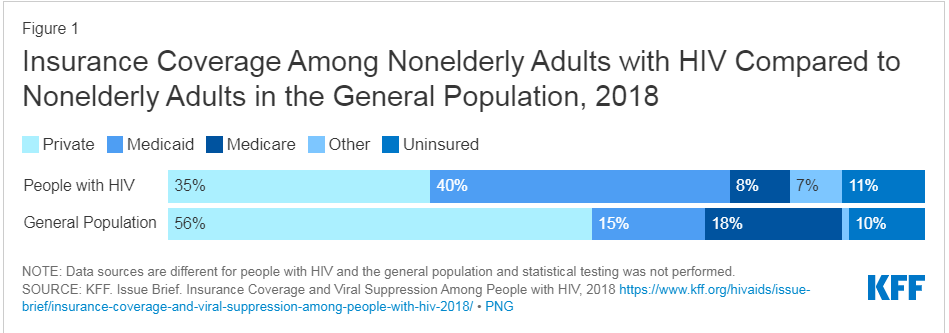 Figure 1
Insurance Coverage Among Nonelderly Adults with HIV Compared to
Nonelderly Adults in the General Population, 2018
Private Medicaid Medicare Other Uninsured
People with HIV 35% 40% 8% 7% 11%
General Population 56% 15% 18% 10%
NOTE: Data sources are different for people with HIV and the general population and statistical testing was not performed.
SOURCE: KFF. Issue Brief. Insurance Coverage and Viral Suppression Among People with HIV, 2018 https://www.kff.org/hivaids/issue-
brief/insurance-coverage-and-viral-suppression-among-people-with-hiv-2018/ • PNG
KFF